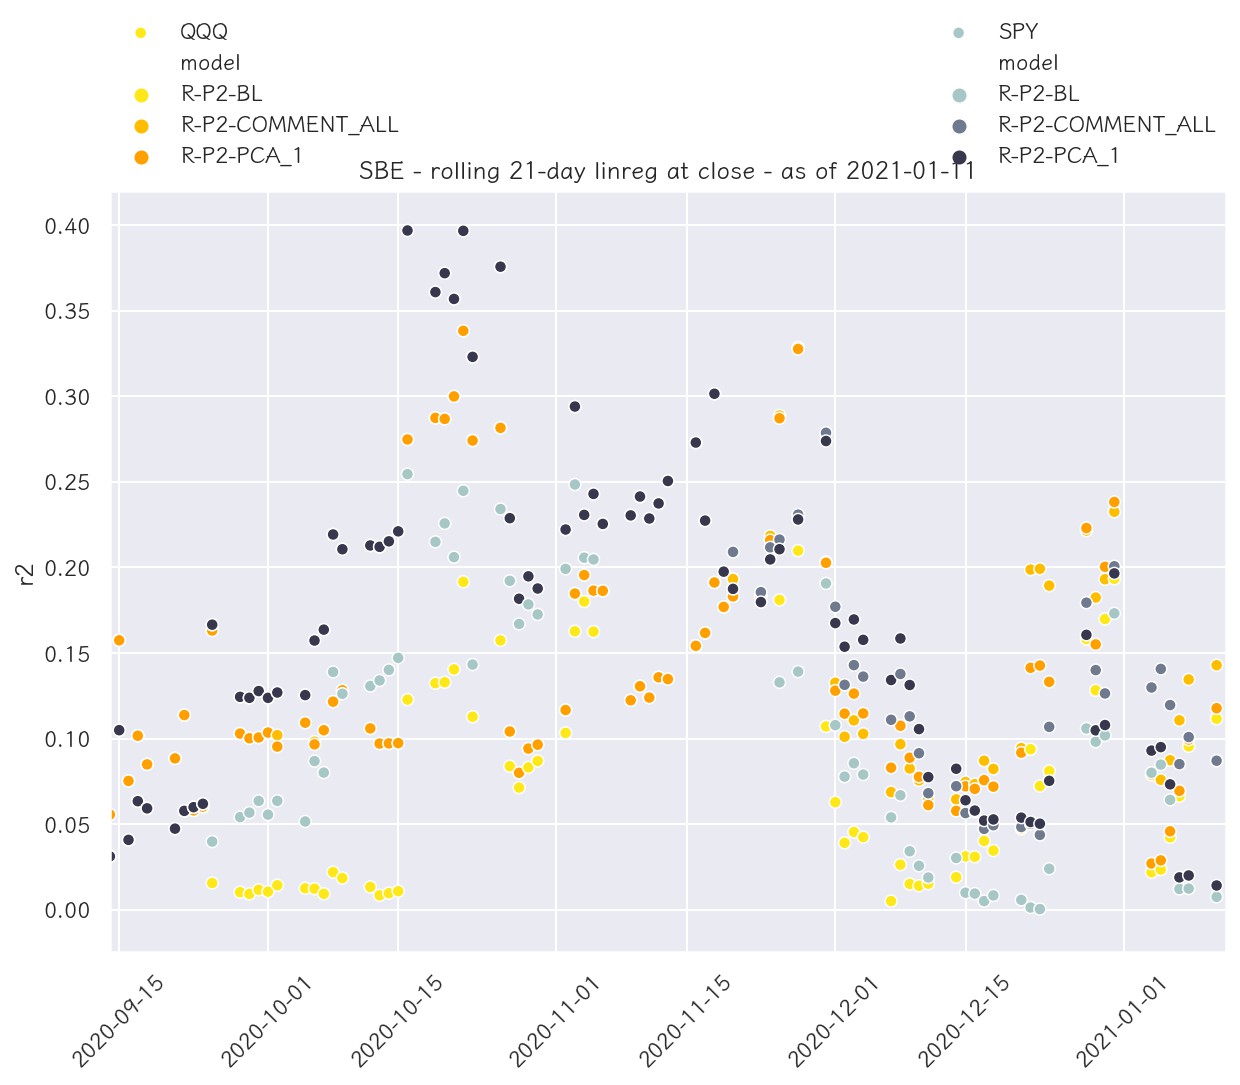 QQQ
model
R-P2-BL
R-P2-COMMENT_ALL
R-P2-PCA_1
SPY
model
R-P2-BL
R-P2-COMMENT_ALL
R-P2-PCA_1
SBE - rolling 21-day linreg at close - as of 2021-01-11
0.40
0.35
0.30
0.25
0.20
0.15
0.10
0.05
0.00
r2
2020-09-15
2020-10-01
2020-10-15
2020-11-01
2020-11-15
2020-12-01
2020-12-15
2021-01-01